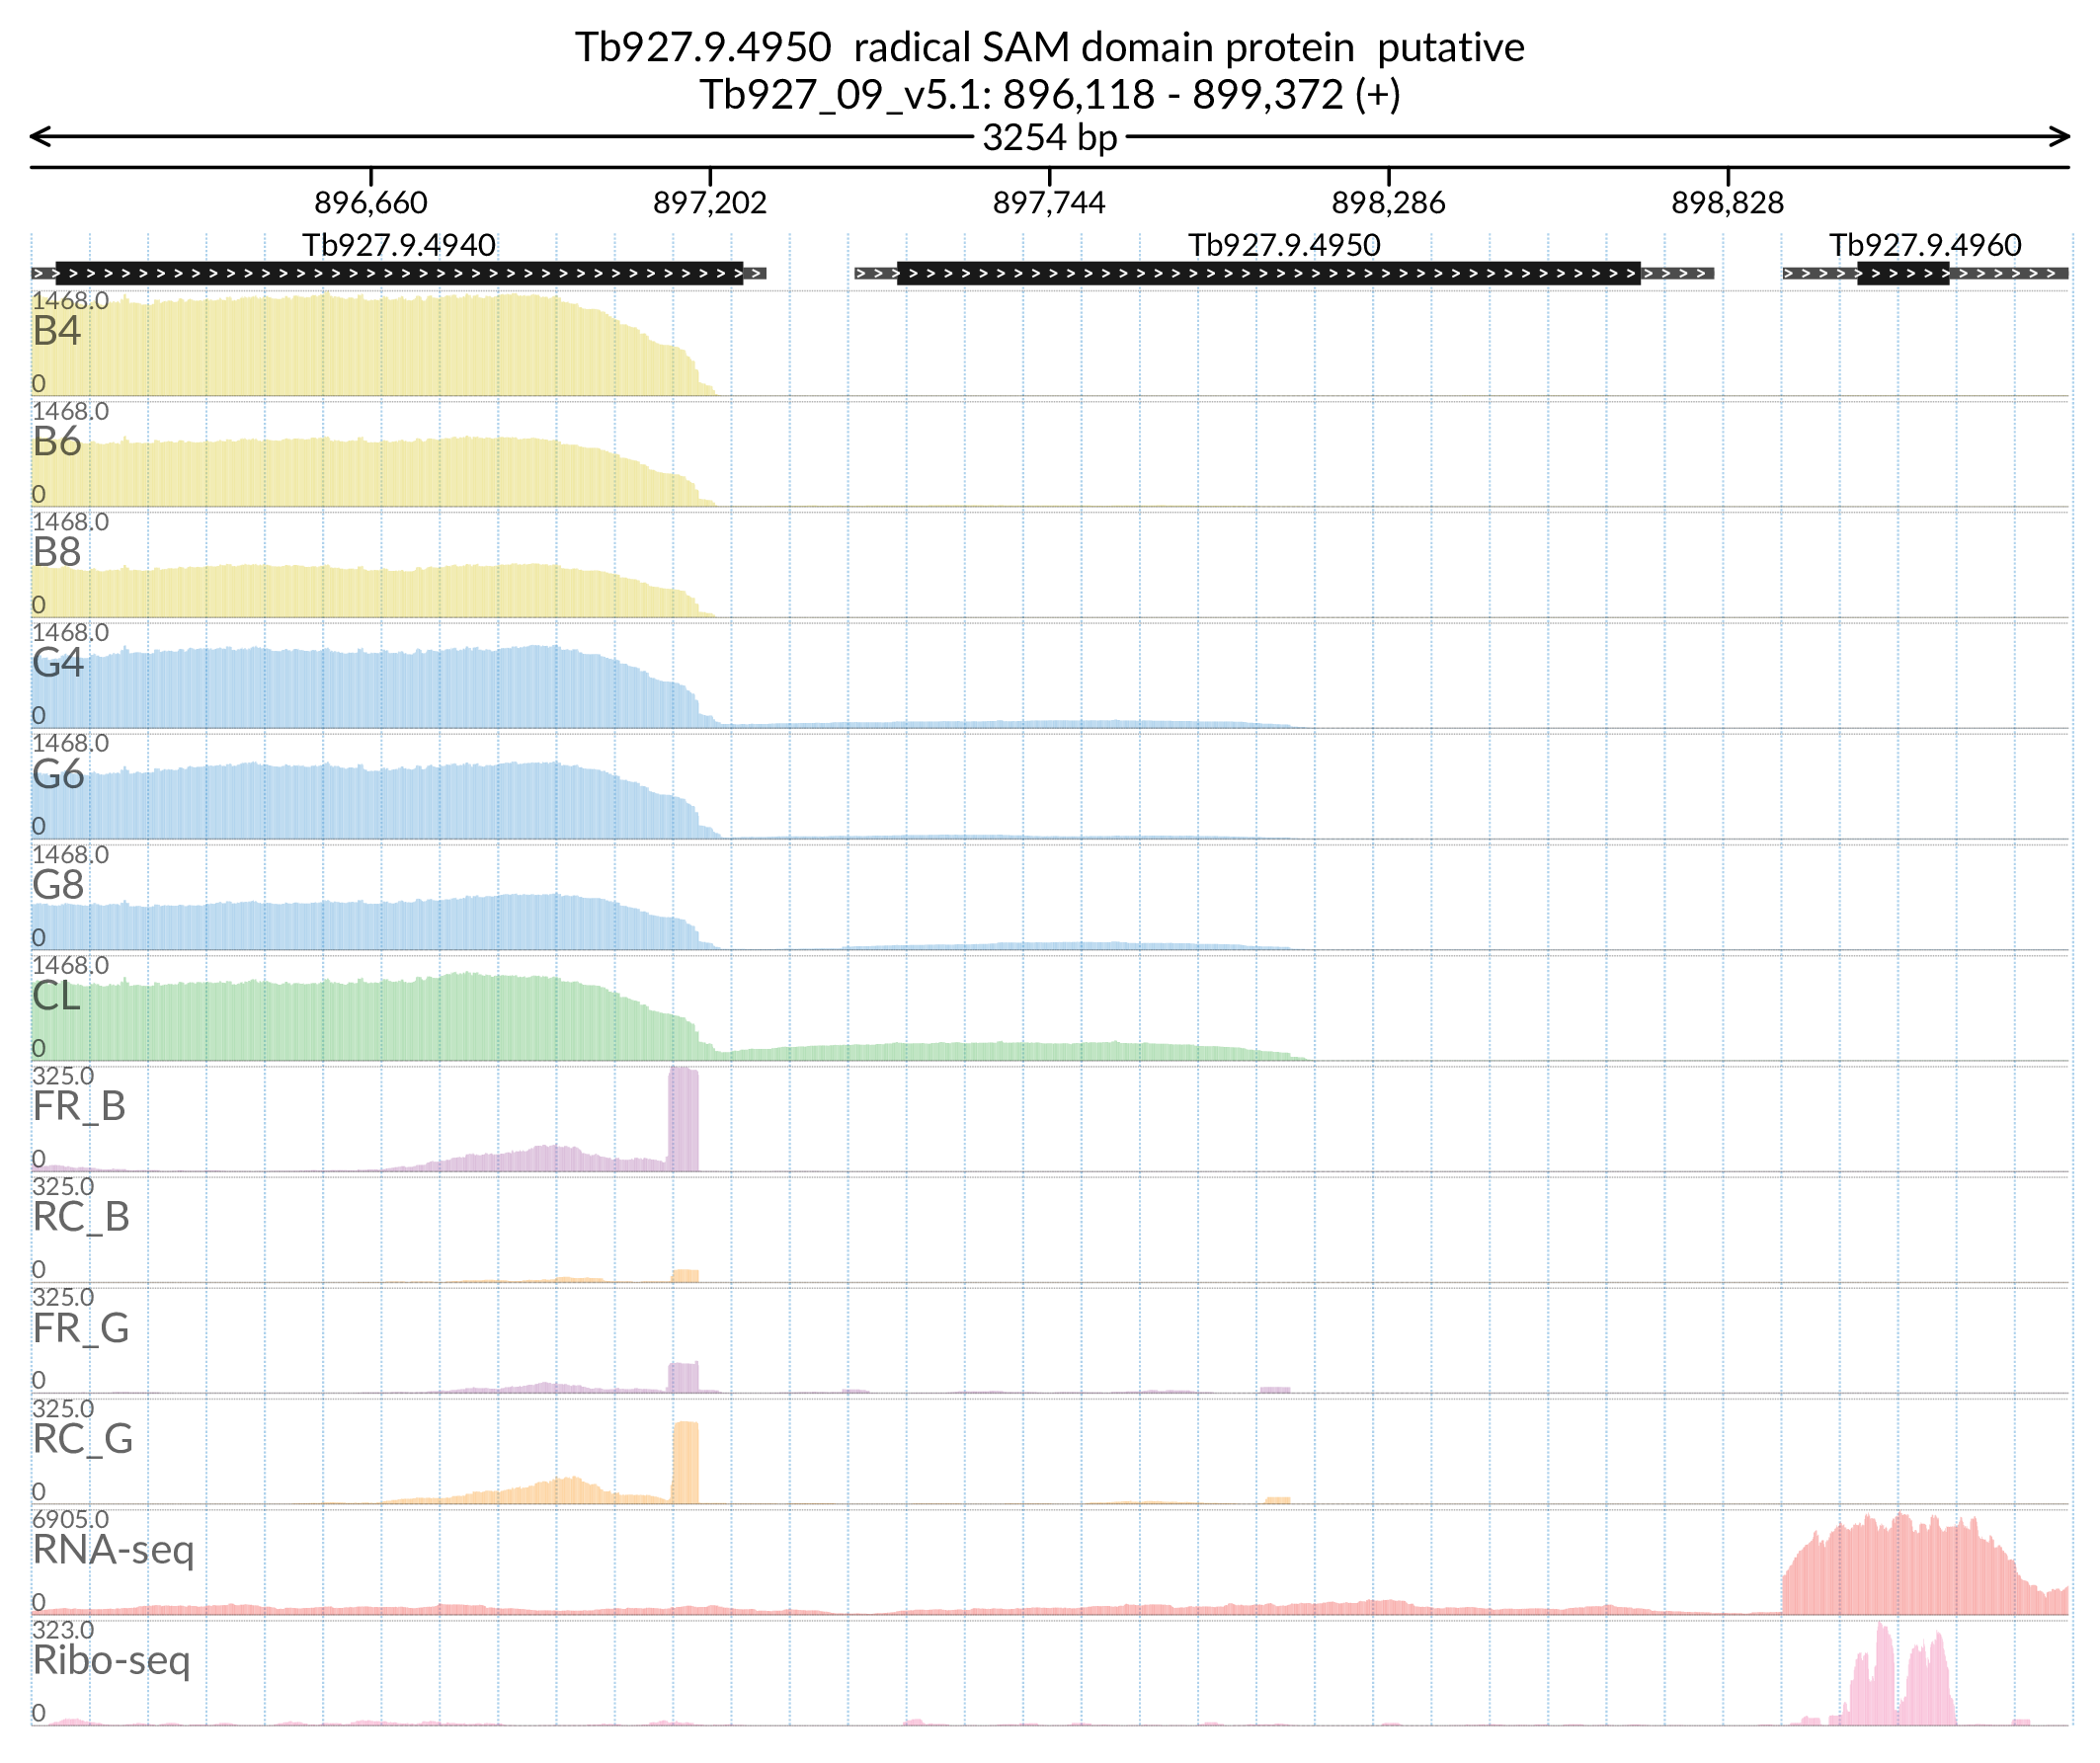 Tb927.9.4950  radical SAM domain protein  putative
Tb927_09_v5.1: 896,118 - 899,372 (+)
3254 bp
896,660 897,202 897,744 898,286 898,828
Tb927.9.4940 Tb927.9.4950 Tb927.9.4960
1468.0
B4
0
1468.0
B6
0
1468.0
B8
0
1468.0
G4
0
1468.0
G6
0
1468.0
G8
0
1468.0
CL
0
325.0
FR_B
0
325.0
RC_B
0
325.0
FR_G
0
325.0
RC_G
0
6905.0
RNA-seq
0
323.0
Ribo-seq
0